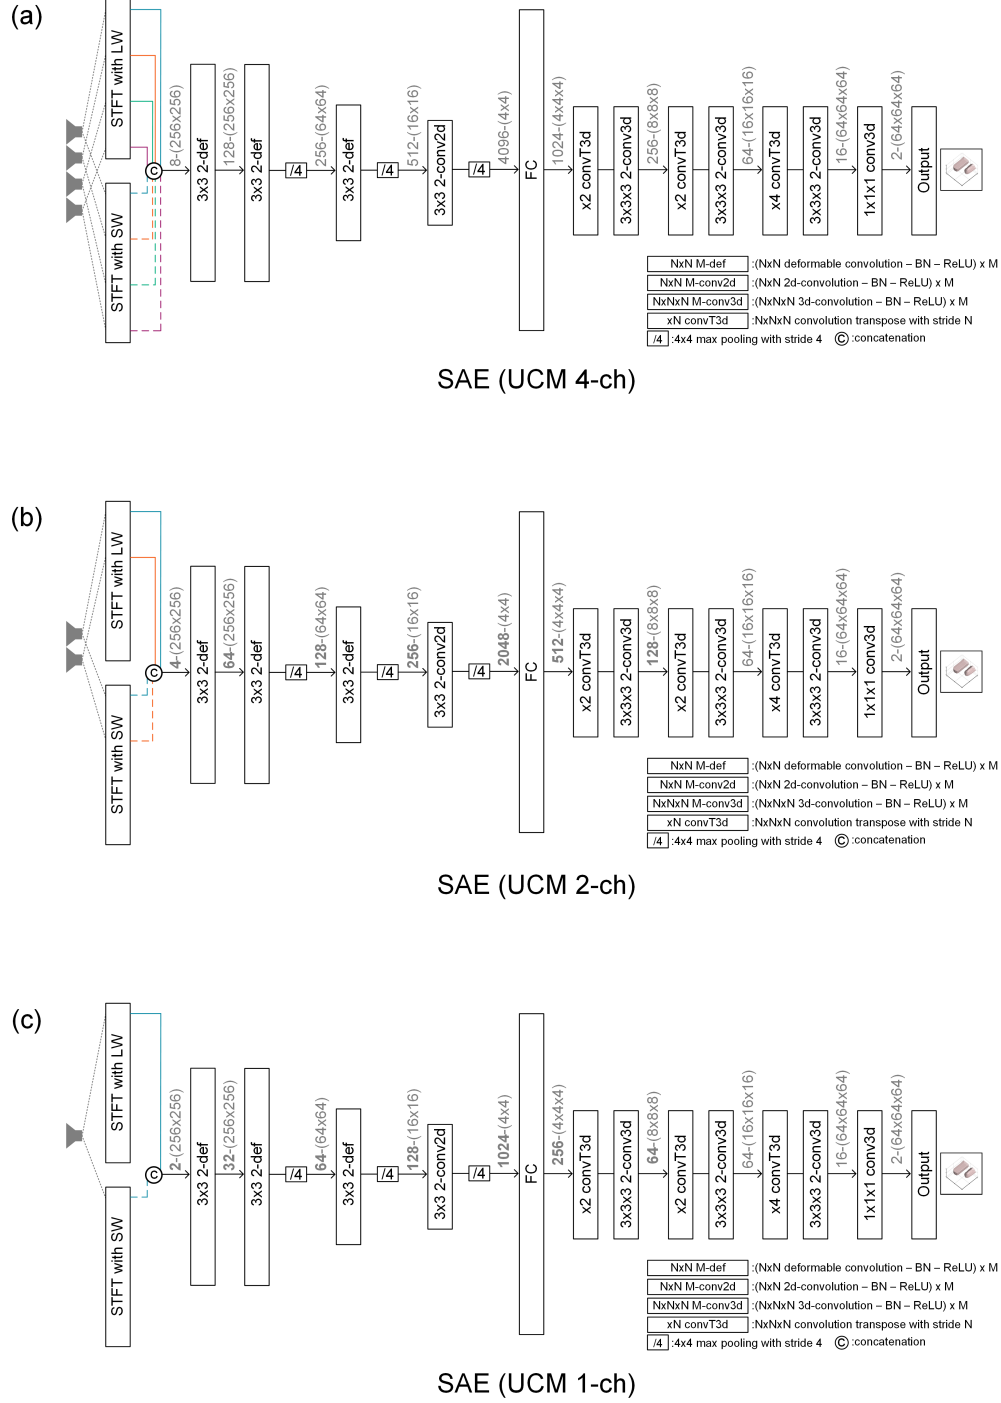 (a)
STFT with LW
STFT with SW
C
8-(256x256)
3x3 2-def
128-(256x256)
3x3 2-def
/4
256-(64x64)
3x3 2-def
/4
512-(16x16)
3x3 2-conv2d
/4
4096-(4x4)
FC
1024-(4x4x4)
x2 convT3d
3x3x3 2-conv3d
256-(8x8x8)
x2 convT3d
3x3x3 2-conv3d
64-(16x16x16)
x4 convT3d
3x3x3 2-conv3d
16-(64x64x64)
1x1x1 conv3d
2-(64x64x64)
Output
NxN M-def :(NxN deformable convolution – BN – ReLU) x M
NxN M-conv2d :(NxN 2d-convolution – BN – ReLU) x M
NxNxN M-conv3d :(NxNxN 3d-convolution – BN – ReLU) x M
xN convT3d :NxNxN convolution transpose with stride N
/4 :4x4 max pooling with stride 4 C :concatenation
SAE (UCM 4-ch)
(b)
STFT with LW
STFT with SW
C
4-(256x256)
3x3 2-def
64-(256x256)
3x3 2-def
/4
128-(64x64)
3x3 2-def
/4
256-(16x16)
3x3 2-conv2d
/4
2048-(4x4)
FC
512-(4x4x4)
x2 convT3d
3x3x3 2-conv3d
128-(8x8x8)
x2 convT3d
3x3x3 2-conv3d
64-(16x16x16)
x4 convT3d
3x3x3 2-conv3d
16-(64x64x64)
1x1x1 conv3d
2-(64x64x64)
Output
NxN M-def :(NxN deformable convolution – BN – ReLU) x M
NxN M-conv2d :(NxN 2d-convolution – BN – ReLU) x M
NxNxN M-conv3d :(NxNxN 3d-convolution – BN – ReLU) x M
xN convT3d :NxNxN convolution transpose with stride N
/4 :4x4 max pooling with stride 4 C :concatenation
SAE (UCM 2-ch)
(c)
STFT with LW
STFT with SW
C
2-(256x256)
3x3 2-def
32-(256x256)
3x3 2-def
/4
64-(64x64)
3x3 2-def
/4
128-(16x16)
3x3 2-conv2d
/4
1024-(4x4)
FC
256-(4x4x4)
x2 convT3d
3x3x3 2-conv3d
64-(8x8x8)
x2 convT3d
3x3x3 2-conv3d
64-(16x16x16)
x4 convT3d
3x3x3 2-conv3d
16-(64x64x64)
1x1x1 conv3d
2-(64x64x64)
Output
NxN M-def :(NxN deformable convolution – BN – ReLU) x M
NxN M-conv2d :(NxN 2d-convolution – BN – ReLU) x M
NxNxN M-conv3d :(NxNxN 3d-convolution – BN – ReLU) x M
xN convT3d :NxNxN convolution transpose with stride N
/4 :4x4 max pooling with stride 4 C :concatenation
SAE (UCM 1-ch)